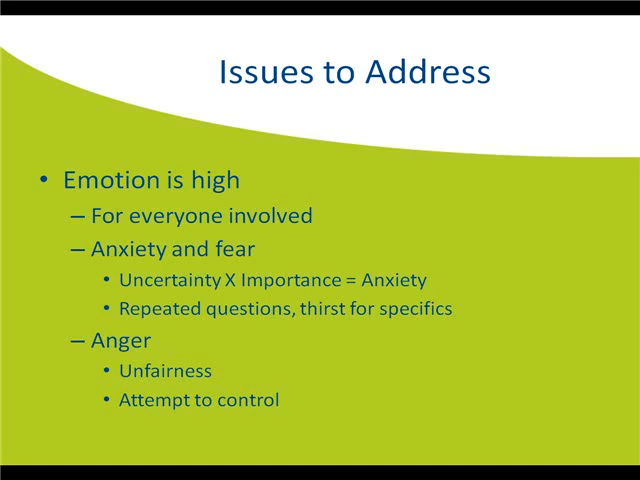 Issues to Address
• Emotion is high
– For everyone involved
– Anxiety and fear
• Uncertainty X Importance = Anxiety
• Repeated questions, thirst for specifics
– Anger
• Unfairness
• Attempt to control